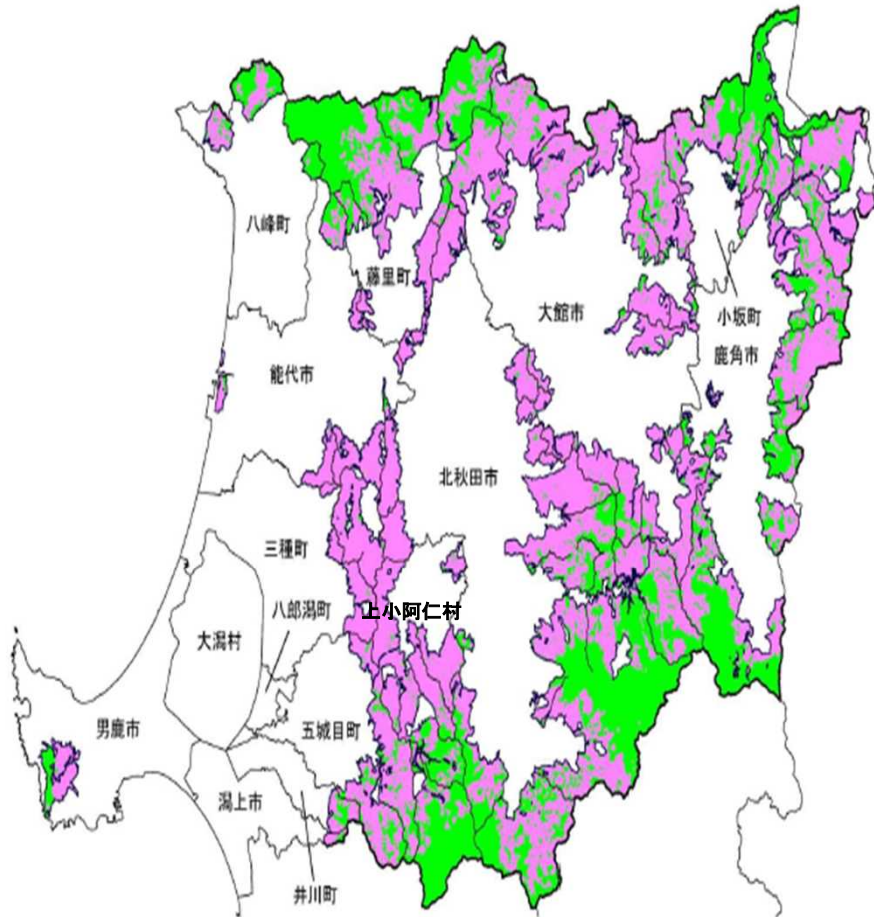 八峰町
藤里町
大館市
小坂町
鹿角市
能代市
北秋田市
三種町
八郎潟町
上小阿仁村
大潟村
男鹿市
五城目町
潟上市
井川町